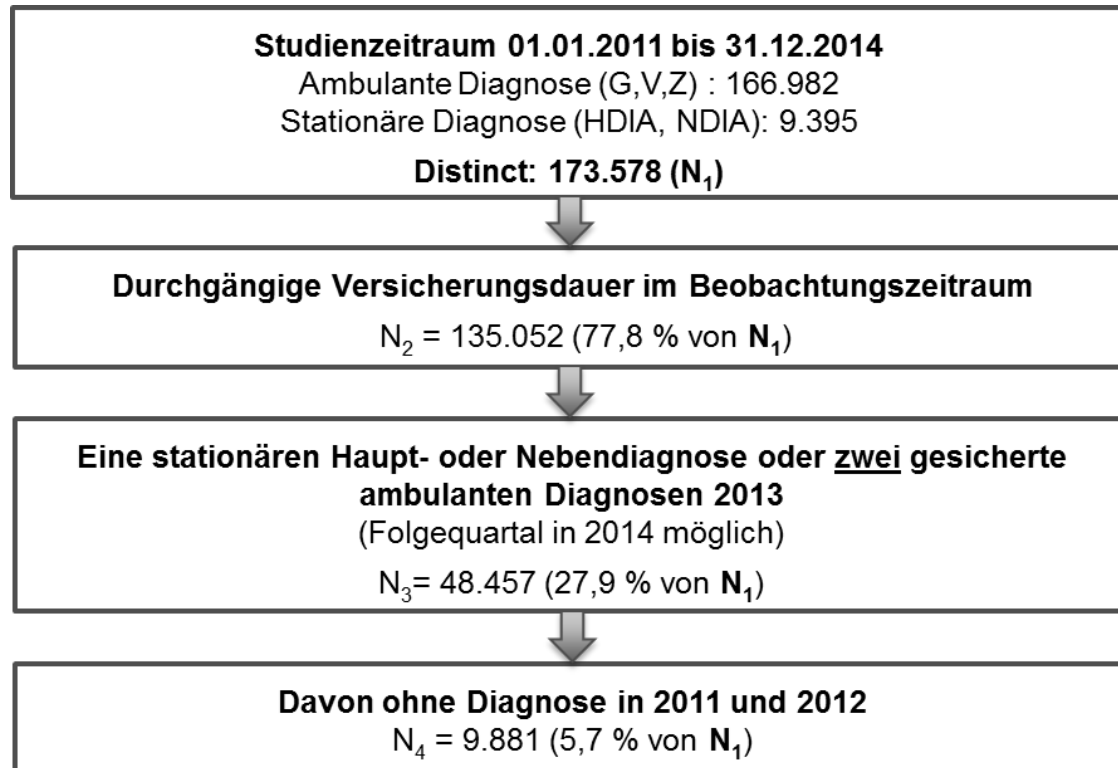 Studienzeitraum 01.01.2011 bis 31.12.2014
Ambulante Diagnose (G,V,Z) : 166.982
Stationäre Diagnose (HDIA, NDIA): 9.395
Distinct: 173.578 (N₁)
Durchgängige Versicherungsdauer im Beobachtungszeitraum
N₂ = 135.052 (77,8 % von N₁)
Eine stationären Haupt- oder Nebendiagnose oder zwei gesicherte
ambulanten Diagnosen 2013
(Folgequartal in 2014 möglich)
N₃= 48.457 (27,9 % von N₁)
Davon ohne Diagnose in 2011 und 2012
N₄ = 9.881 (5,7 % von N₁)